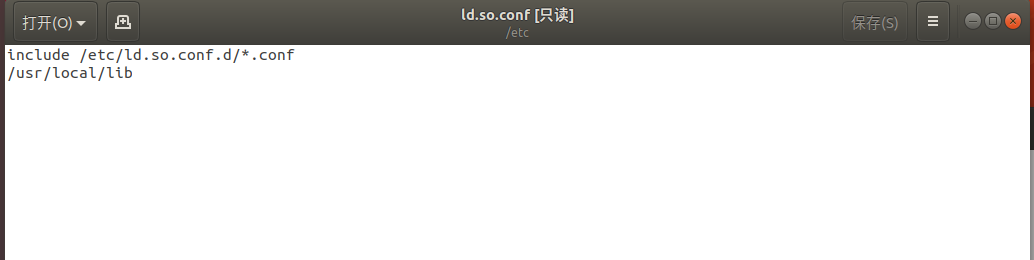 打开(O)
ld.so.conf [只读]
/etc
保存(S)
include /etc/ld.so.conf.d/*.conf
/usr/local/lib